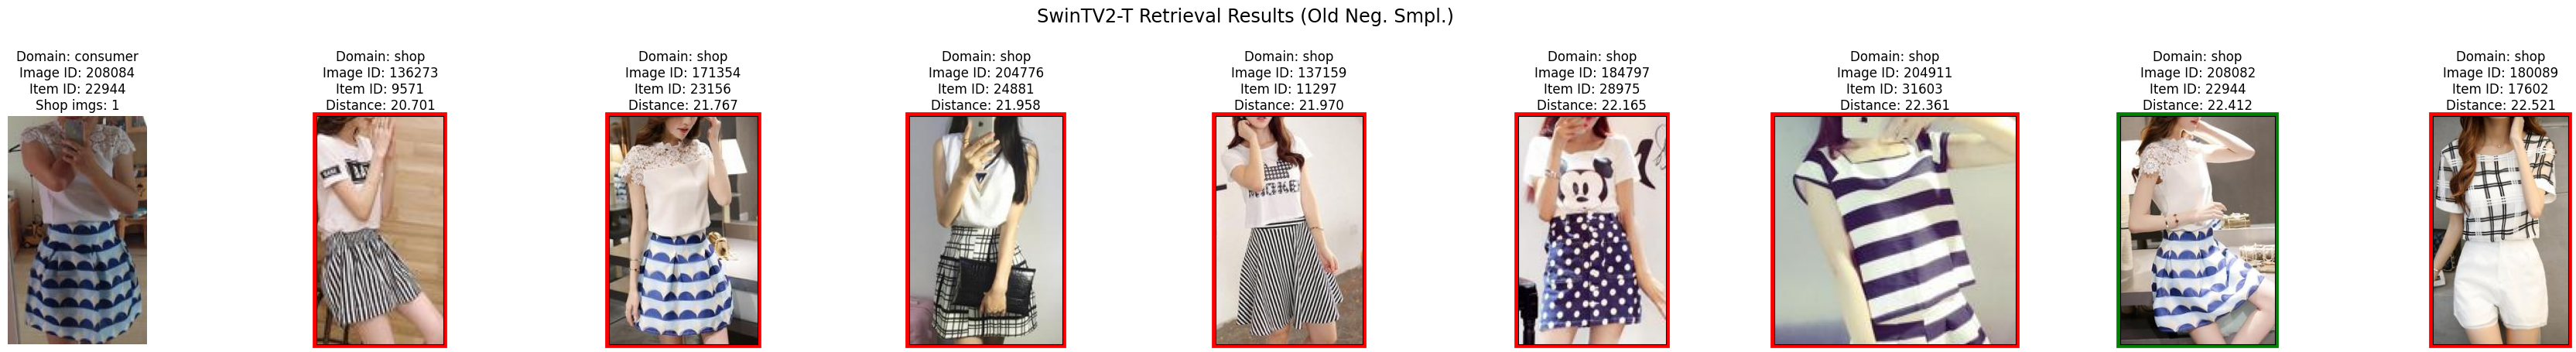 SwinTV2-T Retrieval Results (Old Neg. Smpl.)
Domain: consumer
Image ID: 208084
Item ID: 22944
Shop imgs: 1
Domain: shop
Image ID: 136273
Item ID: 9571
Distance: 20.701
Domain: shop
Image ID: 171354
Item ID: 23156
Distance: 21.767
Domain: shop
Image ID: 204776
Item ID: 24881
Distance: 21.958
Domain: shop
Image ID: 137159
Item ID: 11297
Distance: 21.970
Domain: shop
Image ID: 184797
Item ID: 28975
Distance: 22.165
Domain: shop
Image ID: 204911
Item ID: 31603
Distance: 22.361
Domain: shop
Image ID: 208082
Item ID: 22944
Distance: 22.412
Domain: shop
Image ID: 180089
Item ID: 17602
Distance: 22.521